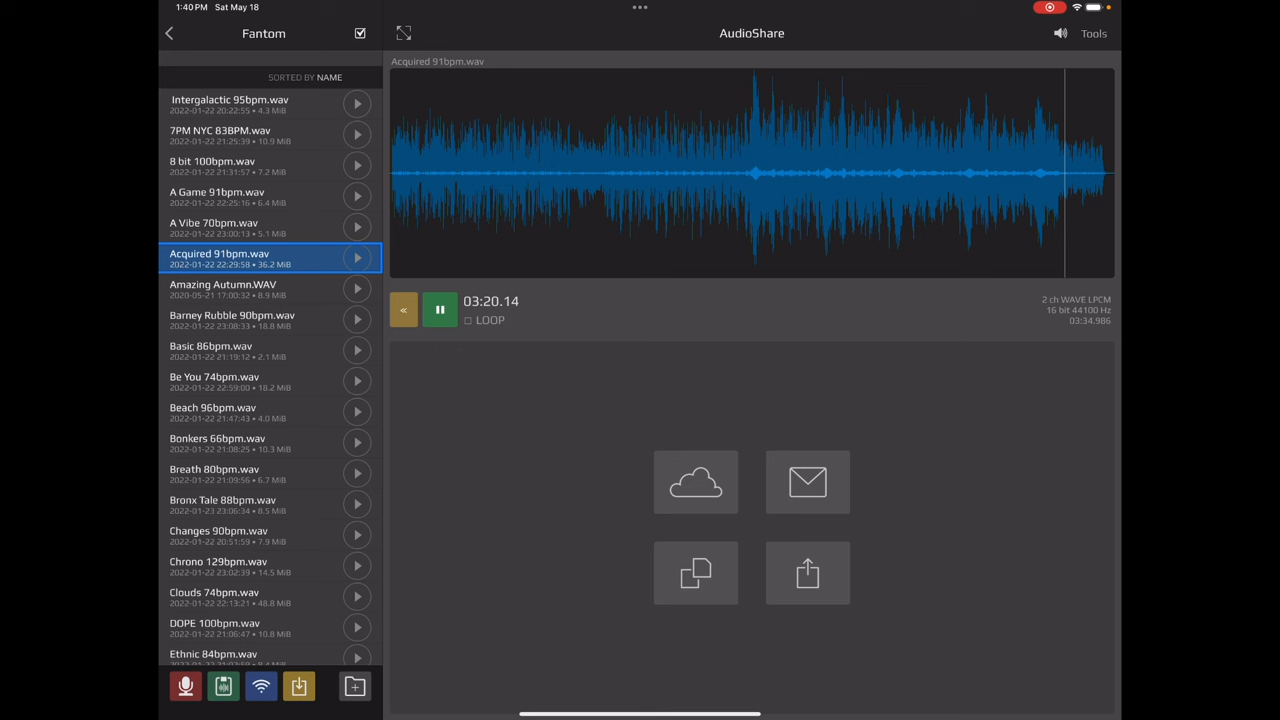 1:40 PM Sat May 18
Fantom
SORTED BY NAME
Intergalactic 95bpm.wav
2022-01-22 20:22:55 • 4.3 MiB
7PM NYC 83BPM.wav
2022-01-22 21:25:39 • 10.9 MiB
8 bit 100bpm.wav
2022-01-22 21:31:57 • 7.2 MiB
A Game 91bpm.wav
2022-01-22 22:25:16 • 6.4 MiB
A Vibe 70bpm.wav
2022-01-22 23:00:13 • 5.1 MiB
Acquired 91bpm.wav
2022-01-22 22:29:58 • 36.2 MiB
Amazing Autumn.WAV
2020-05-21 17:00:32 • 8.9 MiB
Barney Rubble 90bpm.wav
2022-01-22 23:08:33 • 18.1 MiB
Basic 86bpm.wav
2022-01-22 21:19:12 • 2.1 MiB
Be You 74bpm.wav
2022-01-22 22:59:00 • 18.2 MiB
Beach 96bpm.wav
2022-01-22 21:47:43 • 4.0 MiB
Bonkers 66bpm.wav
2022-01-22 21:08:25 • 10.3 MiB
Breath 80bpm.wav
2022-01-22 21:09:56 • 6.7 MiB
Bronx Tale 88bpm.wav
2022-01-23 23:06:34 • 8.5 MiB
Changes 90bpm.wav
2022-01-22 20:51:59 • 7.9 MiB
Chrono 129bpm.wav
2022-01-22 23:02:39 • 14.5 MiB
Clouds 74bpm.wav
2022-01-22 22:13:21 • 48.8 MiB
DOPE 100bpm.wav
2022-01-22 21:06:47 • 10.8 MiB
Ethnic 84bpm.wav
AudioShare
Tools
Acquired 91bpm.wav
03:20.14
LOOP
2 ch WAVE LPCM
16 bit 44100 Hz
03:34.986